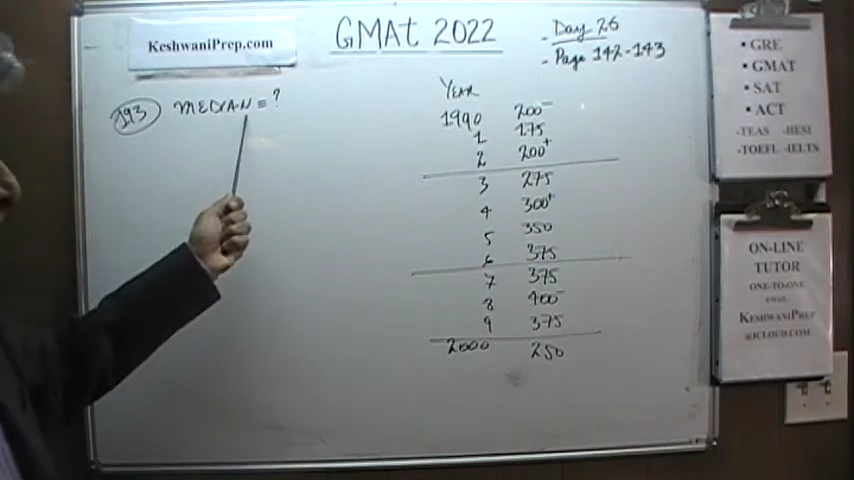 KeshwaniPrep.com
GMAT 2022
- Day 26
- Page 142-143
193 MEDIAN = ?
YEAR
1990 200⁻
1 175
2 200⁺
3 275
4 300⁺
5 350
6 375
7 375
8 400⁻
9 375
2000 250
• GRE
• GMAT
• SAT
• ACT
-TEAS -HESI
-TOEFL -IELTS
ON-LINE
TUTOR
ONE-TO-ONE
EMAIL
KESHWANIPREP
@ICLOUD.COM